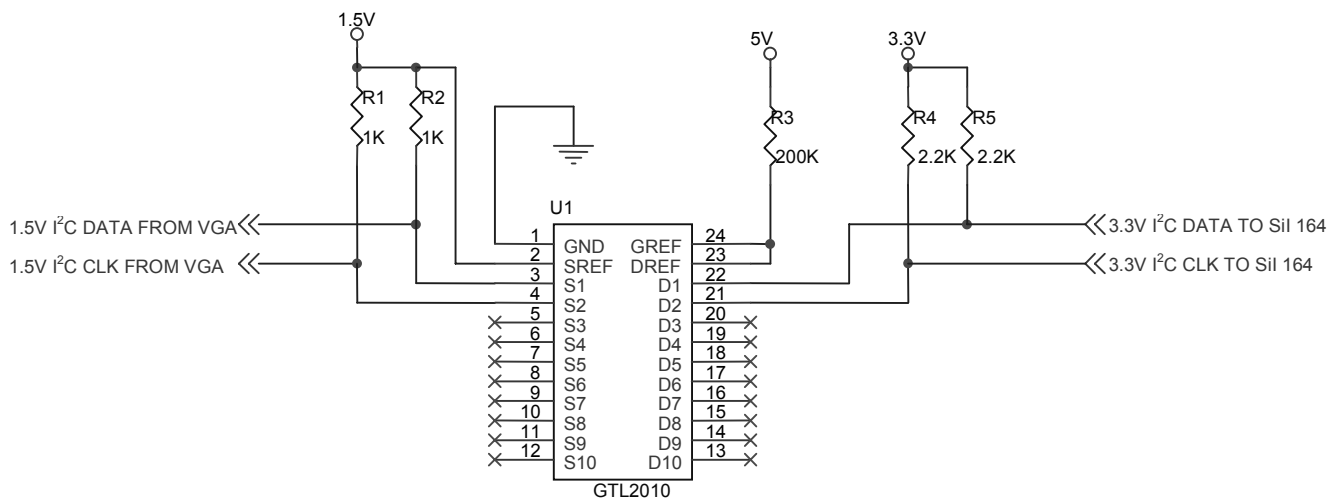 1.5V
5V
3.3V
R1
1K
R2
1K
R3
200K
R4
2.2K
R5
2.2K
1.5V I²C DATA FROM VGA
1.5V I²C CLK FROM VGA
3.3V I²C DATA TO SiI 164
3.3V I²C CLK TO SiI 164
U1
1 GND GREF 24
2 SREF DREF 23
3 S1 D1 22
4 S2 D2 21
5 S3 D3 20
6 S4 D4 19
7 S5 D5 18
8 S6 D6 17
9 S7 D7 16
10 S8 D8 15
11 S9 D9 14
12 S10 D10 13
GTL2010